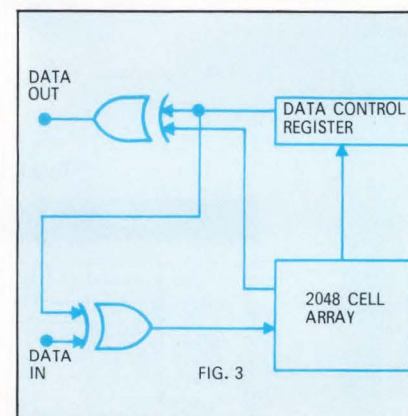 DATA
OUT
DATA CONTROL
REGISTER
2048 CELL
ARRAY
DATA
IN
FIG. 3